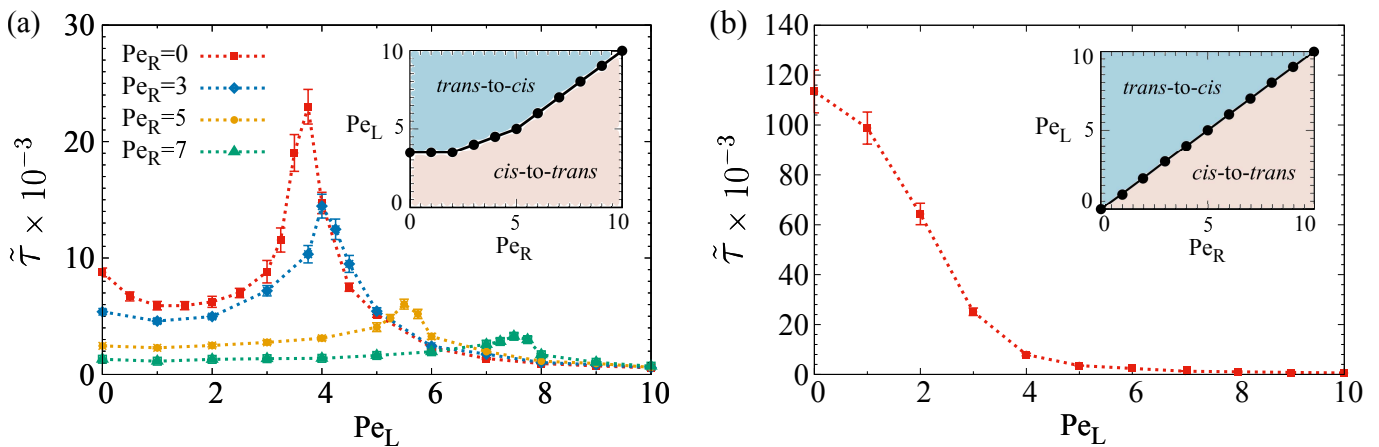 (a)
30
25
20
15
10
5
0
τ̃ × 10⁻³
Pe_R=0
Pe_R=3
Pe_R=5
Pe_R=7
10
5
0
Pe_L
trans-to-cis
cis-to-trans
0 5 10
Pe_R
0 2 4 6 8 10
Pe_L
(b)
140
120
100
80
60
40
20
0
τ̃ × 10⁻³
10
5
0
Pe_L
trans-to-cis
cis-to-trans
0 5 10
Pe_R
0 2 4 6 8 10
Pe_L